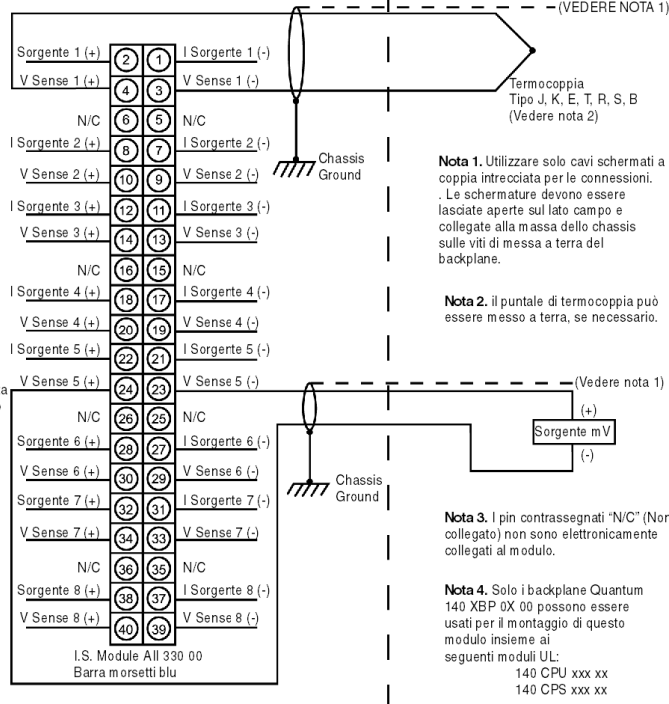 (VEDERE NOTA 1)
Sorgente 1 (+) 2 1 I Sorgente 1 (-)
V Sense 1 (+) 4 3 V Sense 1 (-)
Termocoppia
Tipo J, K, E, T, R, S, B
(Vedere nota 2)
N/C 6 5 N/C
I Sorgente 2 (+) 8 7 I Sorgente 2 (-)
V Sense 2 (+) 10 9 V Sense 2 (-)
Chassis
Ground
I Sorgente 3 (+) 12 11 I Sorgente 3 (-)
V Sense 3 (+) 14 13 V Sense 3 (-)
N/C 16 15 N/C
I Sorgente 4 (+) 18 17 I Sorgente 4 (-)
V Sense 4 (+) 20 19 V Sense 4 (-)
I Sorgente 5 (+) 22 21 I Sorgente 5 (-)
V Sense 5 (+) 24 23 V Sense 5 (-)
N/C 26 25 N/C
Sorgente 6 (+) 28 27 I Sorgente 6 (-)
V Sense 6 (+) 30 29 V Sense 6 (-)
Sorgente 7 (+) 32 31 I Sorgente 7 (-)
V Sense 7 (+) 34 33 V Sense 7 (-)
N/C 36 35 N/C
Sorgente 8 (+) 38 37 I Sorgente 8 (-)
V Sense 8 (+) 40 39 V Sense 8 (-)
I.S. Module AII 330 00
Barra morsetti blu
Nota 1. Utilizzare solo cavi schermati a
coppia intrecciata per le connessioni.
. Le schermature devono essere
lasciate aperte sul lato campo e
collegate alla massa dello chassis
sulle viti di messa a terra del
backplane.
Nota 2. il puntale di termocoppia può
essere messo a terra, se necessario.
(Vedere nota 1)
(+)
Sorgente mV
(-)
Chassis
Ground
Nota 3. I pin contrassegnati “N/C” (Nor
collegato) non sono elettronicamente
collegati al modulo.
Nota 4. Solo i backplane Quantum
140 XBP 0X 00 possono essere
usati per il montaggio di questo
modulo insieme ai
seguenti moduli UL:
140 CPU xxx xx
140 CPS xxx xx